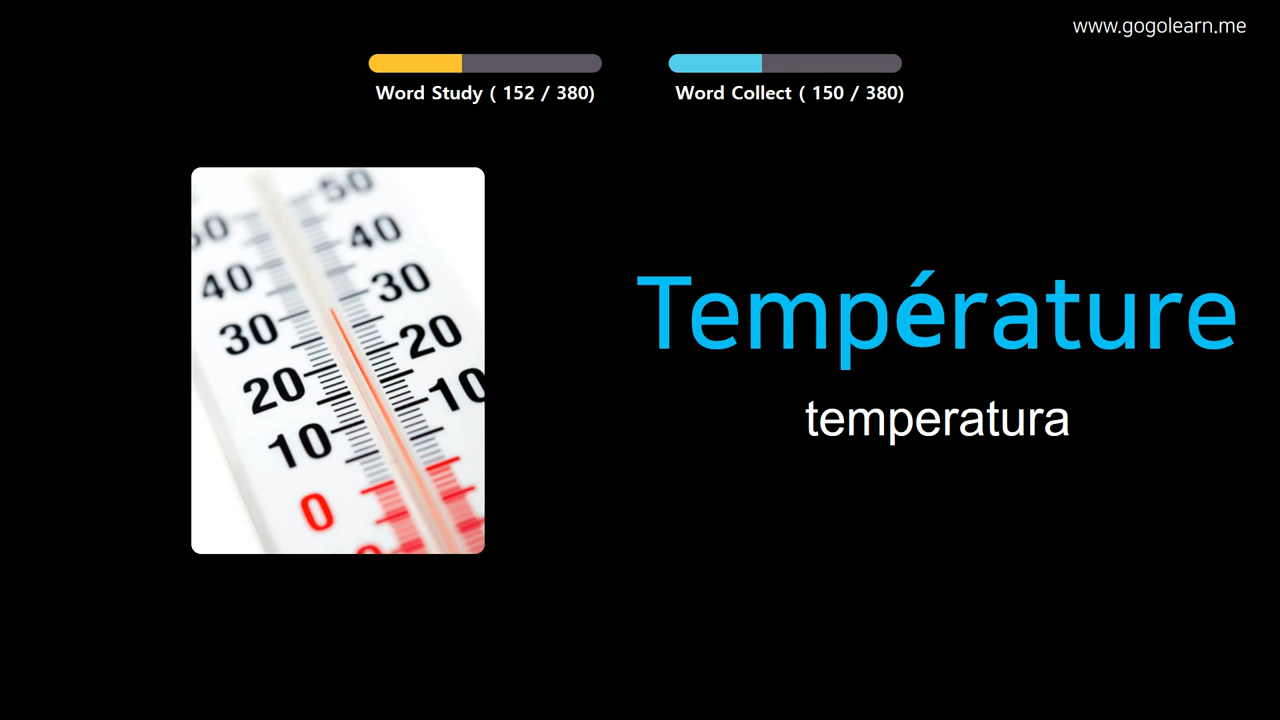 www.gogolearn.me
Word Study ( 152 / 380)
Word Collect ( 150 / 380)
50
40
40
30
30
20
20
10
10
0
Température
temperatura